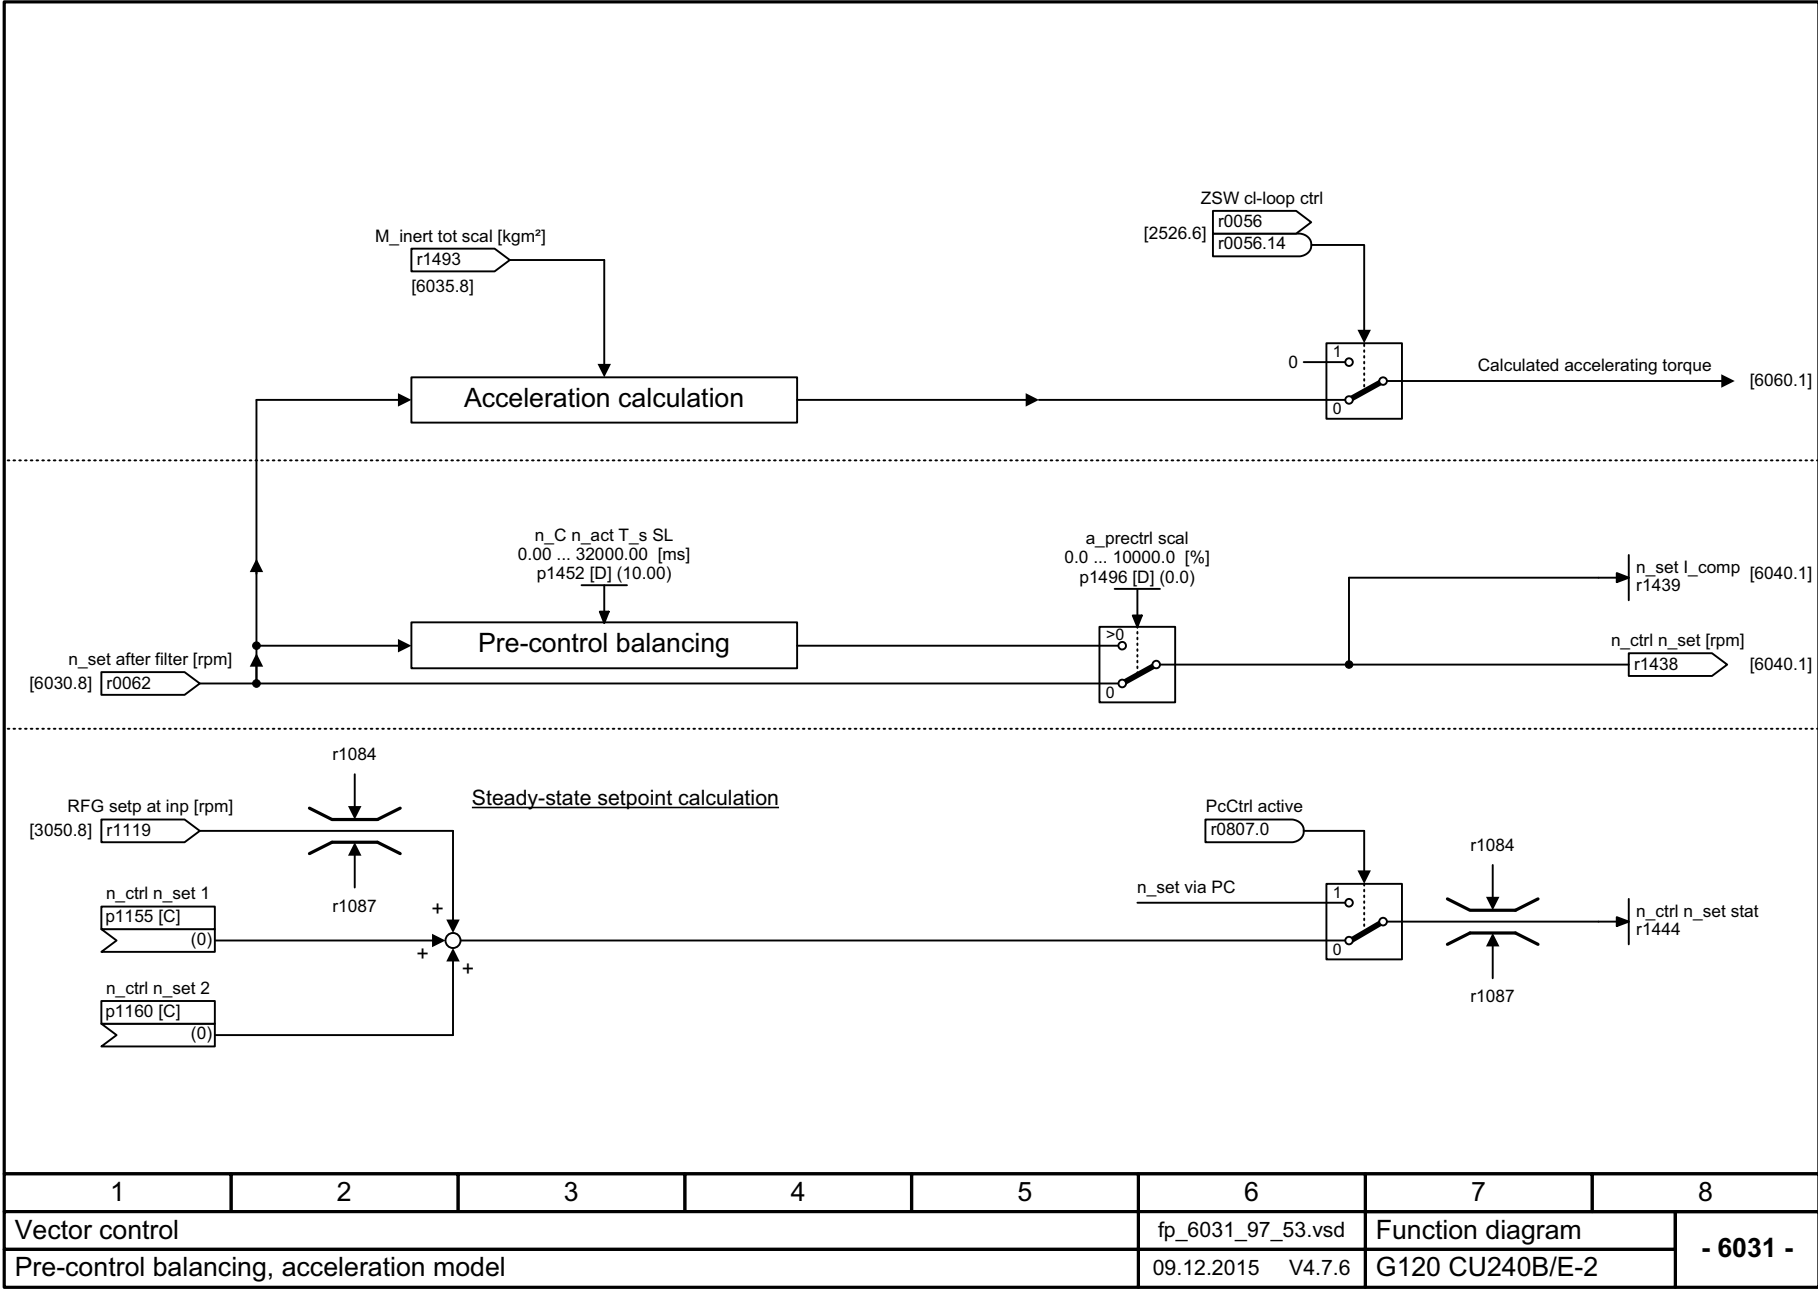 ZSW cl-loop ctrl
r0056
[2526.6]
r0056.14
M_inert tot scal [kgm²]
r1493
[6035.8]
1
0
Calculated accelerating torque
[6060.1]
Acceleration calculation
0
n_C n_act T_s SL
0.00 ... 32000.00 [ms]
p1452 [D] (10.00)
a_prectrl scal
0.0 ... 10000.0 [%]
p1496 [D] (0.0)
n_set I_comp
r1439
[6040.1]
Pre-control balancing
>0
n_set after filter [rpm]
[6030.8]
r0062
0
n_ctrl n_set [rpm]
r1438
[6040.1]
r1084
Steady-state setpoint calculation
RFG setp at inp [rpm]
[3050.8]
r1119
r1087
PcCtrl active
r0807.0
r1084
n_ctrl n_set 1
p1155 [C]
(0)
+
+
+
n_set via PC
1
0
n_ctrl n_set stat
r1444
r1087
n_ctrl n_set 2
p1160 [C]
(0)
1 2 3 4 5 6 7 8
Vector control
fp_6031_97_53.vsd
Function diagram
- 6031 -
Pre-control balancing, acceleration model
09.12.2015 V4.7.6
G120 CU240B/E-2